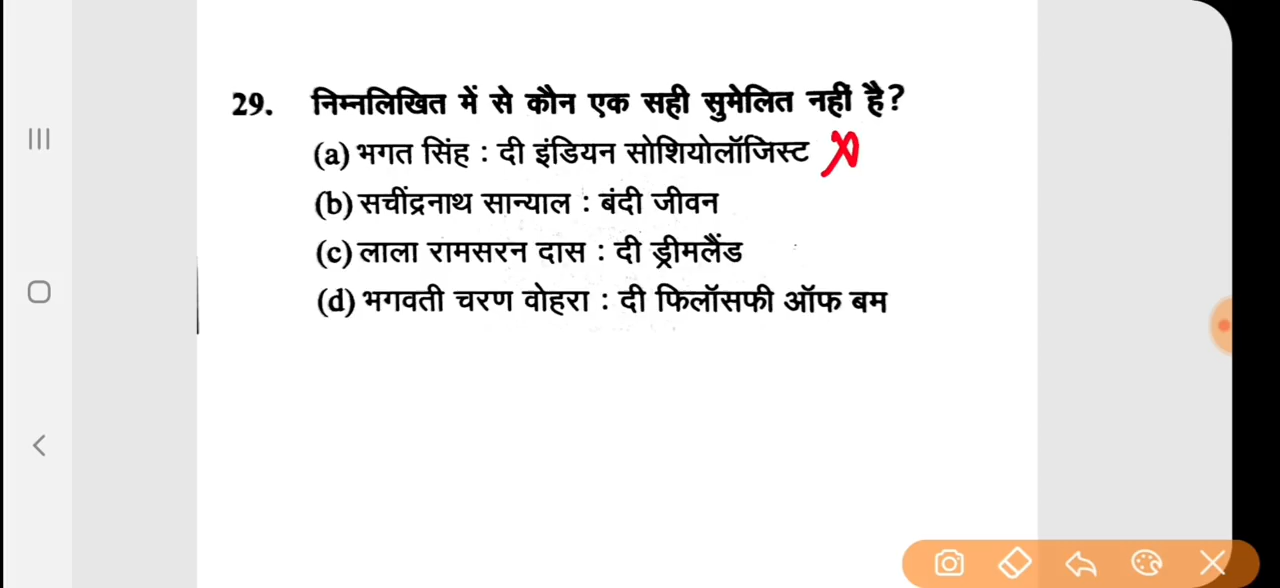 29. निम्नलिखित में से कौन एक सही सुमेलित नहीं है?
(a) भगत सिंह : दी इंडियन सोशियोलॉजिस्ट
(b) सचींद्रनाथ सान्याल : बंदी जीवन
(c) लाला रामसरन दास : दी ड्रीमलैंड
(d) भगवती चरण वोहरा : दी फिलॉसफी ऑफ बम